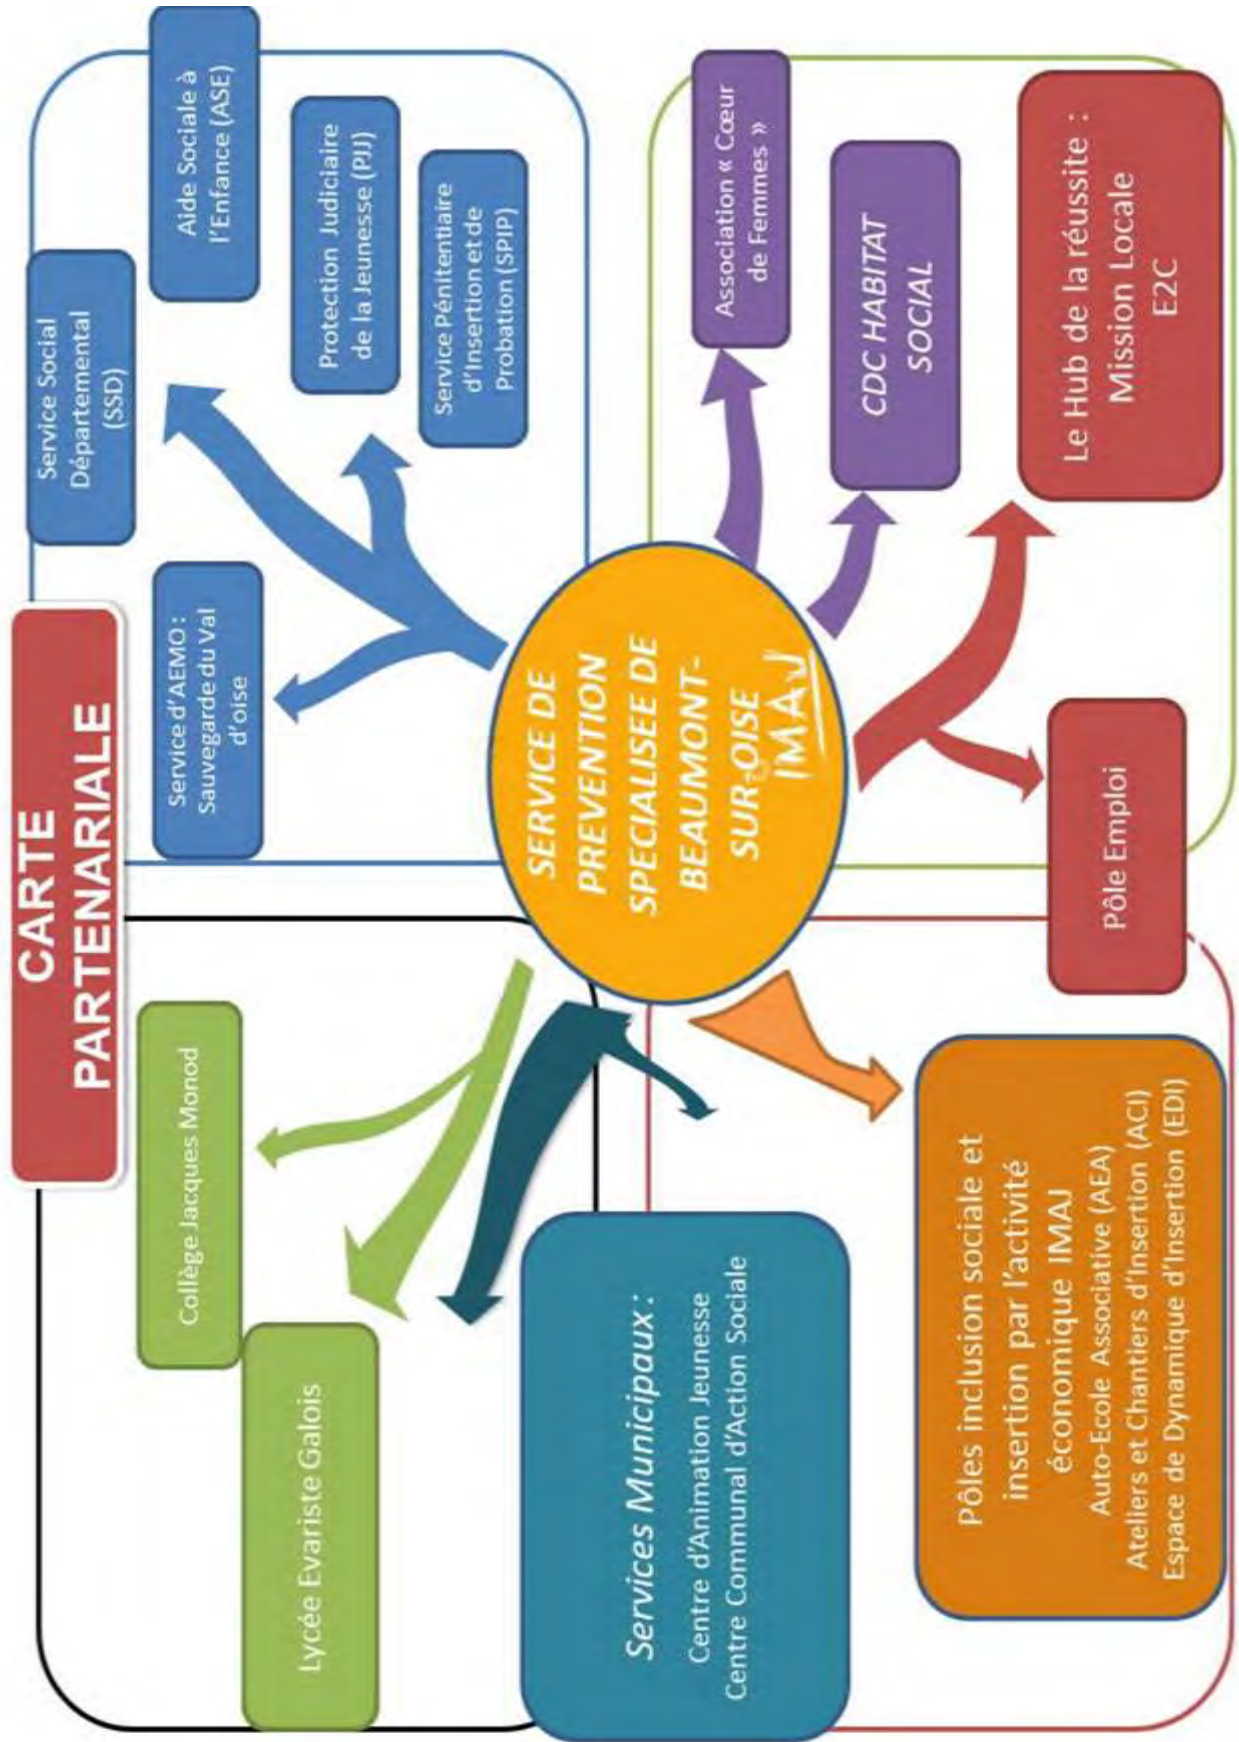 CARTE
PARTENARIALE
Collège Jacques Monod
Lycée Evariste Galois
Services Municipaux :
Centre d'Animation Jeunesse
Centre Communal d'Action Sociale
Pôles inclusion sociale et
insertion par l'activité
économique IMAJ
Auto-Ecole Associative (AEA)
Ateliers et Chantiers d'Insertion (ACI)
Espace de Dynamique d'Insertion (EDI)
SERVICE DE
PREVENTION
SPECIALISEE DE
BEAUMONT-
SUR-OISE
IMAJ
Service d'AEMO :
Sauvegarde du Val
d'oise
Service Social
Départemental
(SSD)
Aide Sociale à
l'Enfance (ASE)
Protection Judiciaire
de la Jeunesse (PJJ)
Service Pénitentiaire
d'Insertion et de
Probation (SPIP)
Association « Cœur
de Femmes »
CDC HABITAT
SOCIAL
Le Hub de la réussite :
Mission Locale
E2C
Pôle Emploi